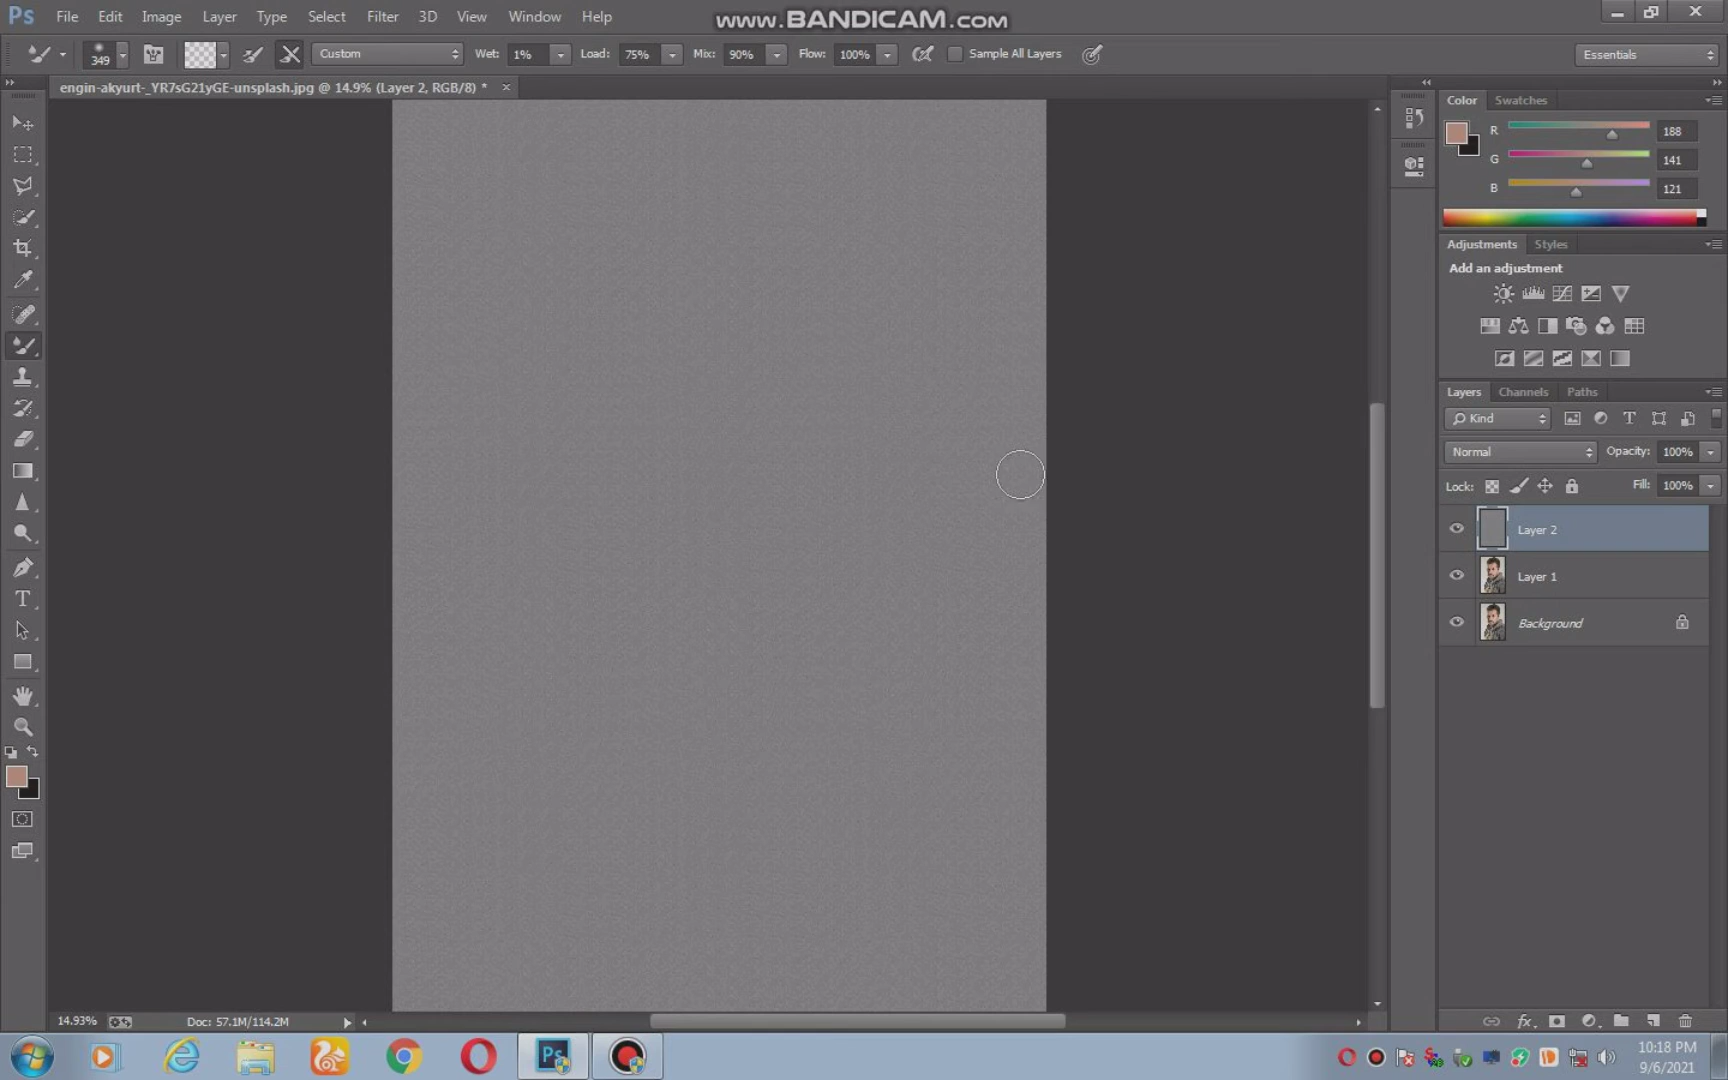 Ps File Edit Image Layer Type Select Filter 3D View Window Help
www.BANDICAM.com
349 Custom Wet: 1% Load: 75% Mix: 90% Flow: 100% Sample All Layers Essentials
engin-akyurt-_YR7sG21yGE-unsplash.jpg @ 14.9% (Layer 2, RGB/8) * ×
Color Swatches
R 188
G 141
B 121
Adjustments Styles
Add an adjustment
Layers Channels Paths
Kind T
Normal Opacity: 100%
Lock: Fill: 100%
Layer 2
Layer 1
Background
fx
T
14.93% Doc: 57.1M/114.2M
Ps
10:18 PM
9/6/2021